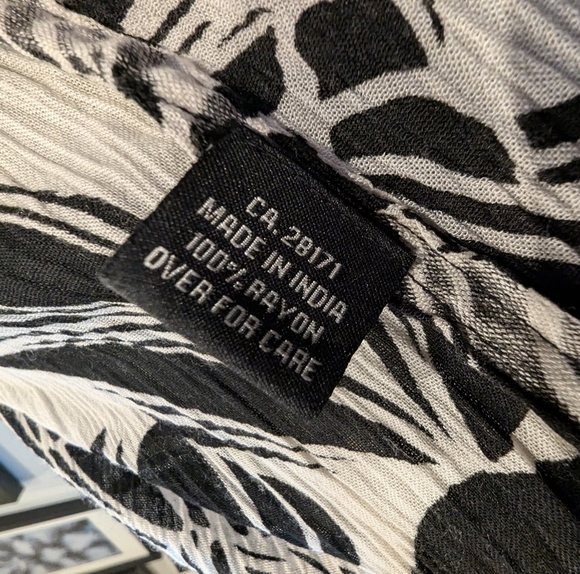 CA. 28171
MADE IN INDIA
100% RAYON
OVER FOR CARE